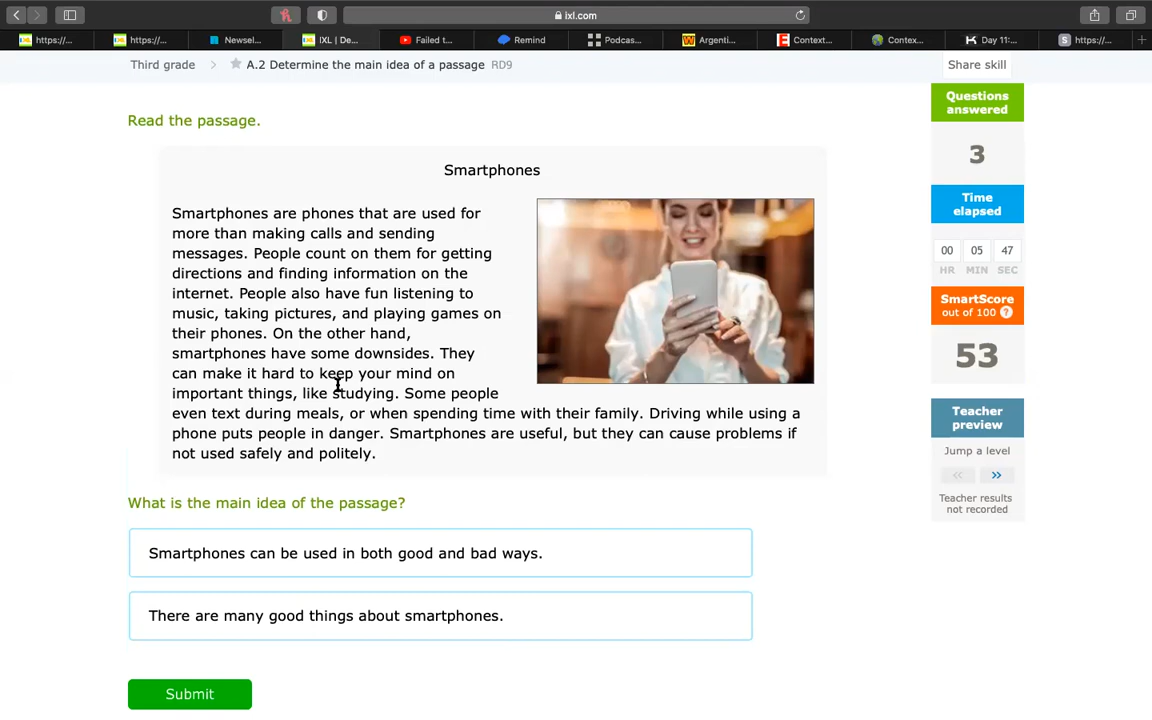 ixl.com
https://...
https://...
Newsel...
IXL | De...
Failed t...
Remind
Podcas...
Argenti...
Context...
Contex...
Day 11:...
https://...
Third grade > A.2 Determine the main idea of a passage RD9
Share skill
Read the passage.
Smartphones
Smartphones are phones that are used for
more than making calls and sending
messages. People count on them for getting
directions and finding information on the
internet. People also have fun listening to
music, taking pictures, and playing games on
their phones. On the other hand,
smartphones have some downsides. They
can make it hard to keep your mind on
important things, like studying. Some people
even text during meals, or when spending time with their family. Driving while using a
phone puts people in danger. Smartphones are useful, but they can cause problems if
not used safely and politely.
What is the main idea of the passage?
Smartphones can be used in both good and bad ways.
There are many good things about smartphones.
Submit
Questions
answered
3
Time
elapsed
00 05 47
HR MIN SEC
SmartScore
out of 100 ?
53
Teacher
preview
Jump a level
<< >>
Teacher results
not recorded